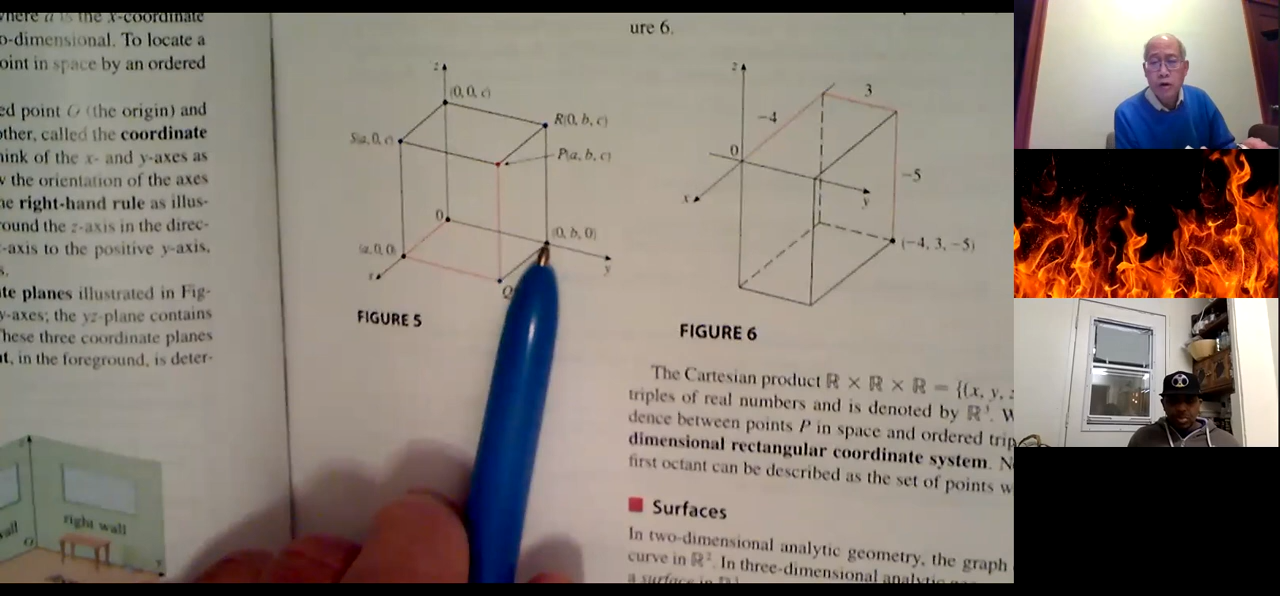 where a is the x-coordinate
o-dimensional. To locate a
oint in space by an ordered
ed point O (the origin) and
other, called the coordinate
hink of the x- and y-axes as
w the orientation of the axes
he right-hand rule as illus-
round the z-axis in the direc-
-axis to the positive y-axis.
s.
ate planes illustrated in Fig-
y-axes; the yz-plane contains
These three coordinate planes
nt, in the foreground, is deter-
wall
right wall
O
y
z
(0, 0, c)
R(0, b, c)
S(a, 0, c)
P(a, b, c)
0
(0, b, 0)
(a, 0, 0)
x
y
Q
FIGURE 5
ure 6.
z
3
-4
0
-5
x
y
(-4, 3, -5)
FIGURE 6
The Cartesian product ℝ × ℝ × ℝ = {(x, y, z
triples of real numbers and is denoted by ℝ³. W
dence between points P in space and ordered trip
dimensional rectangular coordinate system. N
first octant can be described as the set of points w
Surfaces
In two-dimensional analytic geometry, the graph
curve in ℝ². In three-dimensional analytic
a surface in ℝ³